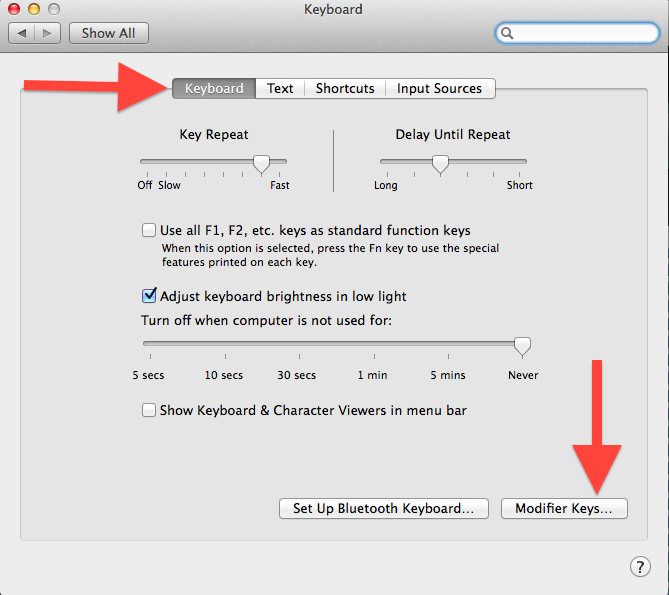 Keyboard
Show All
Keyboard Text Shortcuts Input Sources
Key Repeat Delay Until Repeat
Off Slow Fast Long Short
Use all F1, F2, etc. keys as standard function keys
When this option is selected, press the Fn key to use the special
features printed on each key.
Adjust keyboard brightness in low light
Turn off when computer is not used for:
5 secs 10 secs 30 secs 1 min 5 mins Never
Show Keyboard & Character Viewers in menu bar
Set Up Bluetooth Keyboard... Modifier Keys...
?